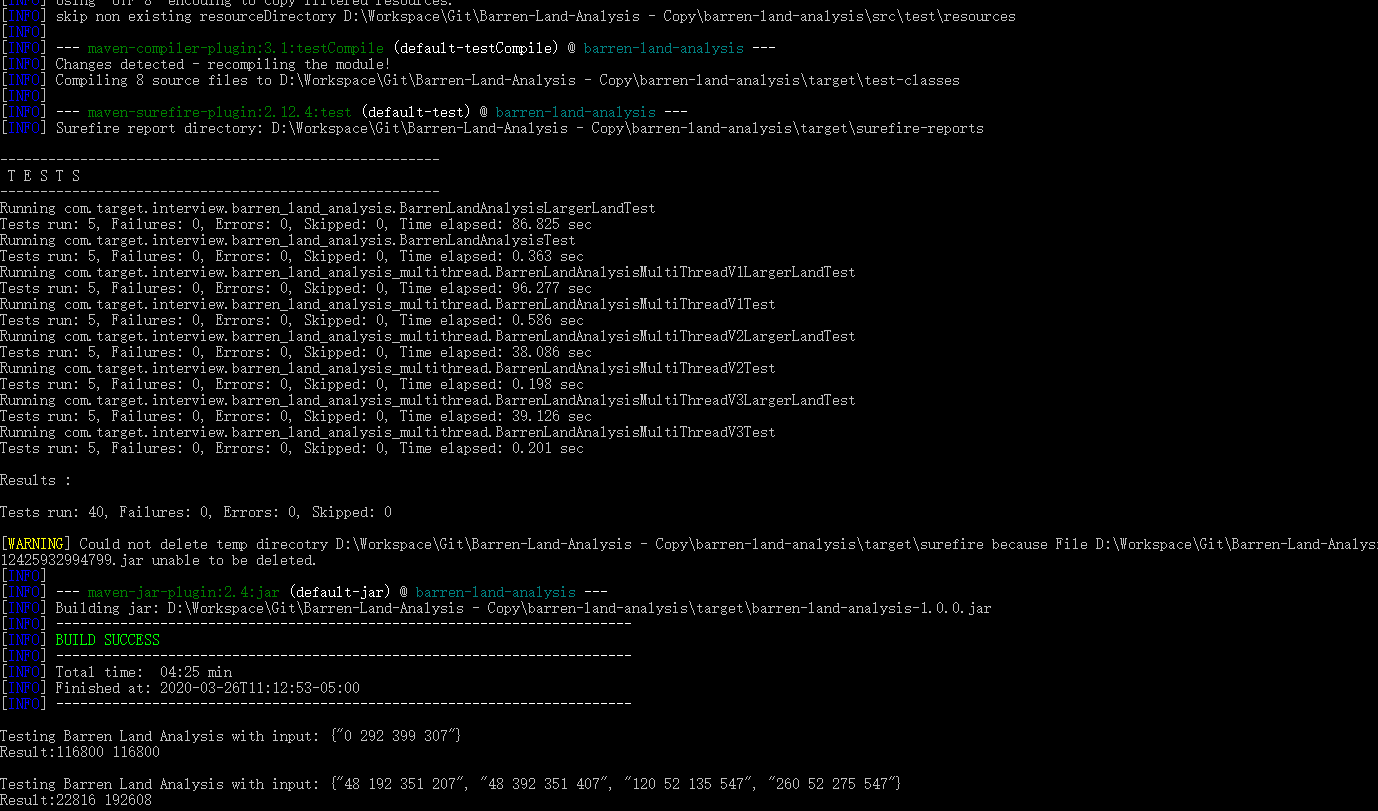 [INFO] Using 'UTF-8' encoding to copy filtered resources.
[INFO] skip non existing resourceDirectory D:\Workspace\Git\Barren-Land-Analysis - Copy\barren-land-analysis\src\test\resources
[INFO]
[INFO] --- maven-compiler-plugin:3.1:testCompile (default-testCompile) @ barren-land-analysis ---
[INFO] Changes detected - recompiling the module!
[INFO] Compiling 8 source files to D:\Workspace\Git\Barren-Land-Analysis - Copy\barren-land-analysis\target\test-classes
[INFO]
[INFO] --- maven-surefire-plugin:2.12.4:test (default-test) @ barren-land-analysis ---
[INFO] Surefire report directory: D:\Workspace\Git\Barren-Land-Analysis - Copy\barren-land-analysis\target\surefire-reports
-------------------------------------------------------
T E S T S
-------------------------------------------------------
Running com.target.interview.barren_land_analysis.BarrenLandAnalysisLargerLandTest
Tests run: 5, Failures: 0, Errors: 0, Skipped: 0, Time elapsed: 86.825 sec
Running com.target.interview.barren_land_analysis.BarrenLandAnalysisTest
Tests run: 5, Failures: 0, Errors: 0, Skipped: 0, Time elapsed: 0.363 sec
Running com.target.interview.barren_land_analysis_multithread.BarrenLandAnalysisMultiThreadV1LargerLandTest
Tests run: 5, Failures: 0, Errors: 0, Skipped: 0, Time elapsed: 96.277 sec
Running com.target.interview.barren_land_analysis_multithread.BarrenLandAnalysisMultiThreadV1Test
Tests run: 5, Failures: 0, Errors: 0, Skipped: 0, Time elapsed: 0.586 sec
Running com.target.interview.barren_land_analysis_multithread.BarrenLandAnalysisMultiThreadV2LargerLandTest
Tests run: 5, Failures: 0, Errors: 0, Skipped: 0, Time elapsed: 38.086 sec
Running com.target.interview.barren_land_analysis_multithread.BarrenLandAnalysisMultiThreadV2Test
Tests run: 5, Failures: 0, Errors: 0, Skipped: 0, Time elapsed: 0.198 sec
Running com.target.interview.barren_land_analysis_multithread.BarrenLandAnalysisMultiThreadV3LargerLandTest
Tests run: 5, Failures: 0, Errors: 0, Skipped: 0, Time elapsed: 39.126 sec
Running com.target.interview.barren_land_analysis_multithread.BarrenLandAnalysisMultiThreadV3Test
Tests run: 5, Failures: 0, Errors: 0, Skipped: 0, Time elapsed: 0.201 sec
Results :
Tests run: 40, Failures: 0, Errors: 0, Skipped: 0
[WARNING] Could not delete temp direcotry D:\Workspace\Git\Barren-Land-Analysis - Copy\barren-land-analysis\target\surefire because File D:\Workspace\Git\Barren-Land-Analys
12425932994799.jar unable to be deleted.
[INFO]
[INFO] --- maven-jar-plugin:2.4:jar (default-jar) @ barren-land-analysis ---
[INFO] Building jar: D:\Workspace\Git\Barren-Land-Analysis - Copy\barren-land-analysis\target\barren-land-analysis-1.0.0.jar
[INFO] ------------------------------------------------------------------------
[INFO] BUILD SUCCESS
[INFO] ------------------------------------------------------------------------
[INFO] Total time:  04:25 min
[INFO] Finished at: 2020-03-26T11:12:53-05:00
[INFO] ------------------------------------------------------------------------
Testing Barren Land Analysis with input: {"0 292 399 307"}
Result:116800 116800
Testing Barren Land Analysis with input: {"48 192 351 207", "48 392 351 407", "120 52 135 547", "260 52 275 547"}
Result:22816 192608